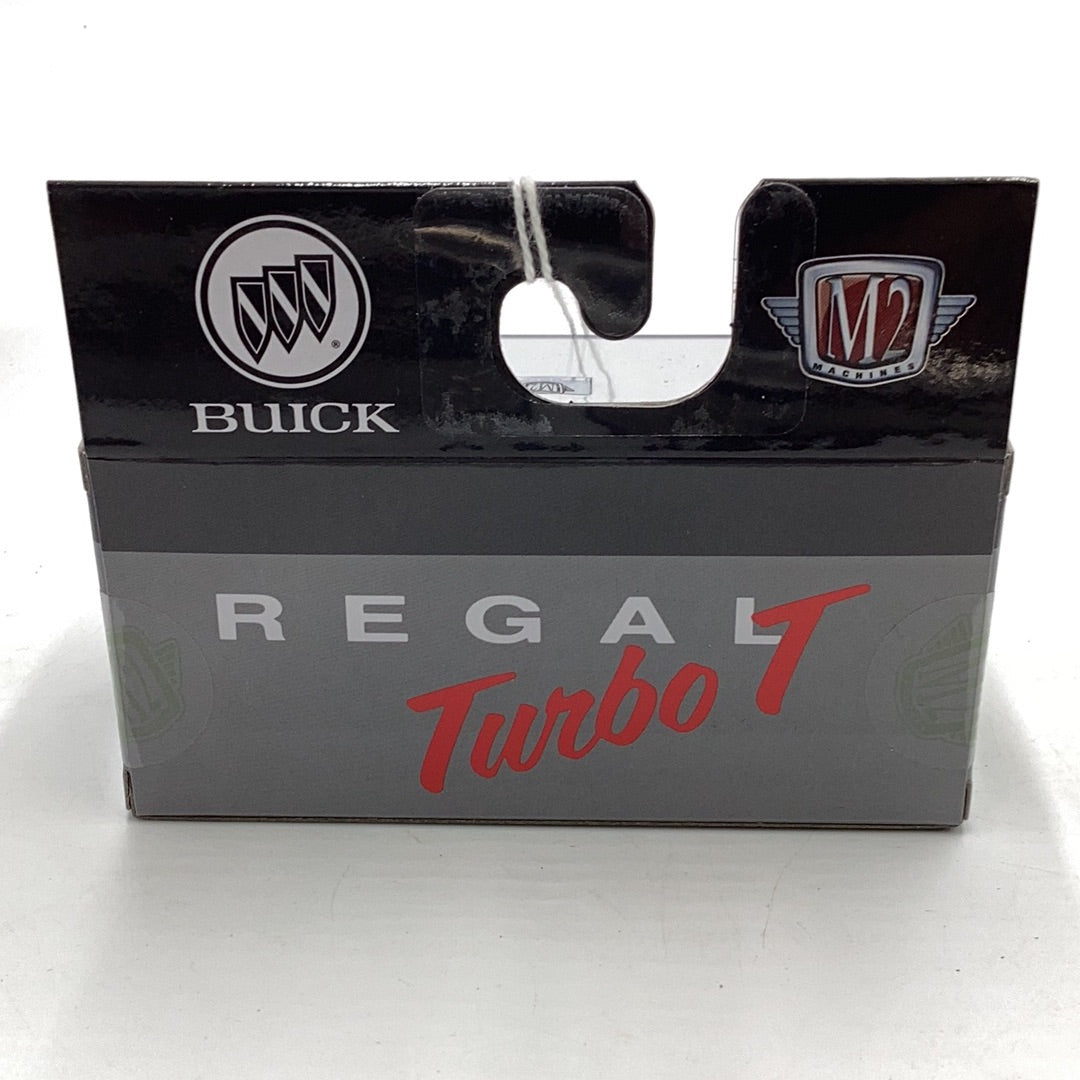 ®
BUICK
M2
MACHINES
REGAL
Turbo T